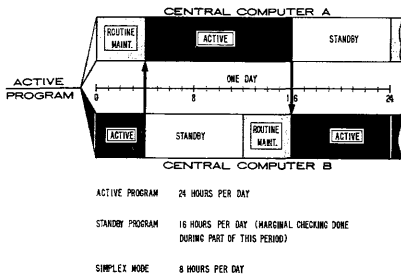 CENTRAL COMPUTER A
ROUTINE MAINT.
ACTIVE
STANDBY
ACTIVE PROGRAM
ONE DAY
0 8 16 24
ACTIVE
STANDBY
ROUTINE MAINT.
ACTIVE
CENTRAL COMPUTER B
ACTIVE PROGRAM 24 HOURS PER DAY
STANDBY PROGRAM 16 HOURS PER DAY (MARGINAL CHECKING DONE
DURING PART OF THIS PERIOD)
SIMPLEX MODE 8 HOURS PER DAY